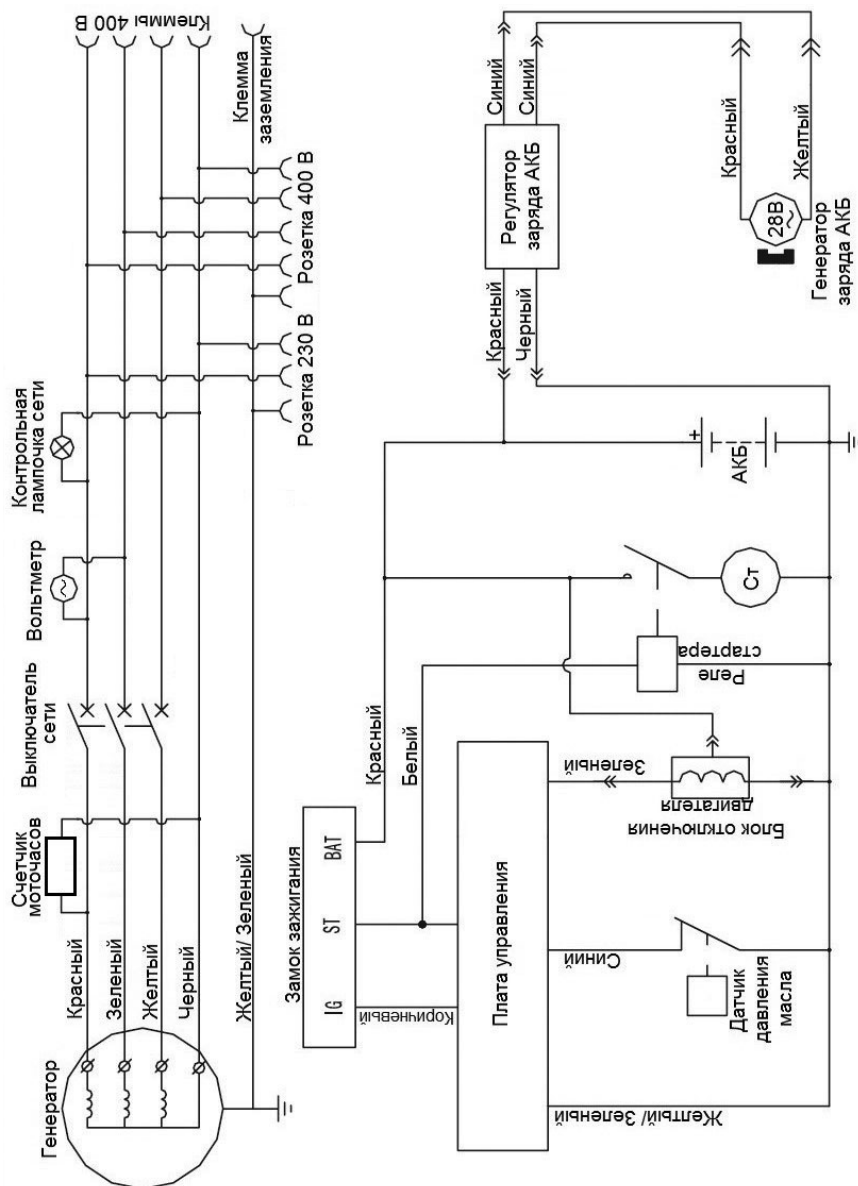 Клеммы 400 В
Клемма
заземления
Розетка 400 В
Розетка 230 В
Контрольная
лампочка сети
Вольтметр
Выключатель
сети
Счетчик
моточасов
Красный
Зеленый
Желтый
Черный
Желтый/ Зеленый
Генератор
Синий
Синий
Регулятор
заряда АКБ
Красный
Черный
Красный
Желтый
28В
Генератор
заряда АКБ
+
АКБ
Ст
Реле
стартера
Красный
Белый
Зеленый
Блок отключения
двигателя
Замок зажигания
BAT
ST
IG
Коричневый
Плата управления
Синий
Датчик
давления
масла
Желтый/ Зеленый